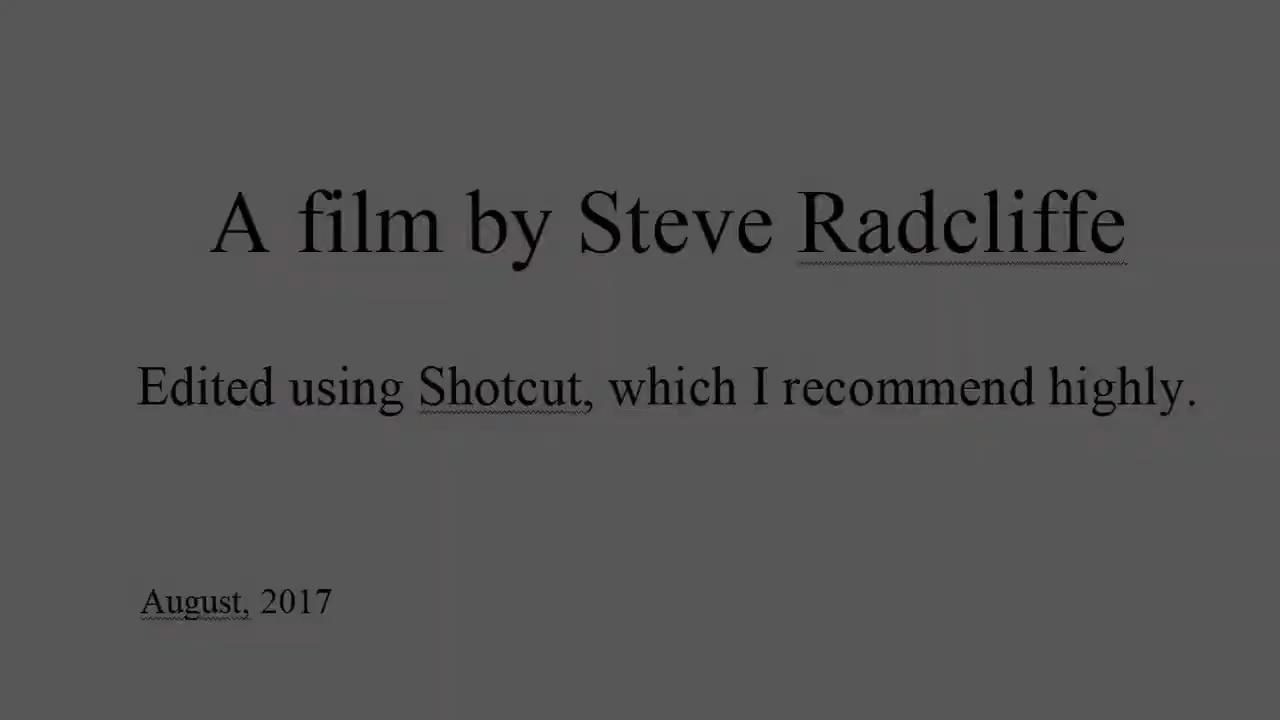 A film by Steve Radcliffe
Edited using Shotcut, which I recommend highly.
August, 2017